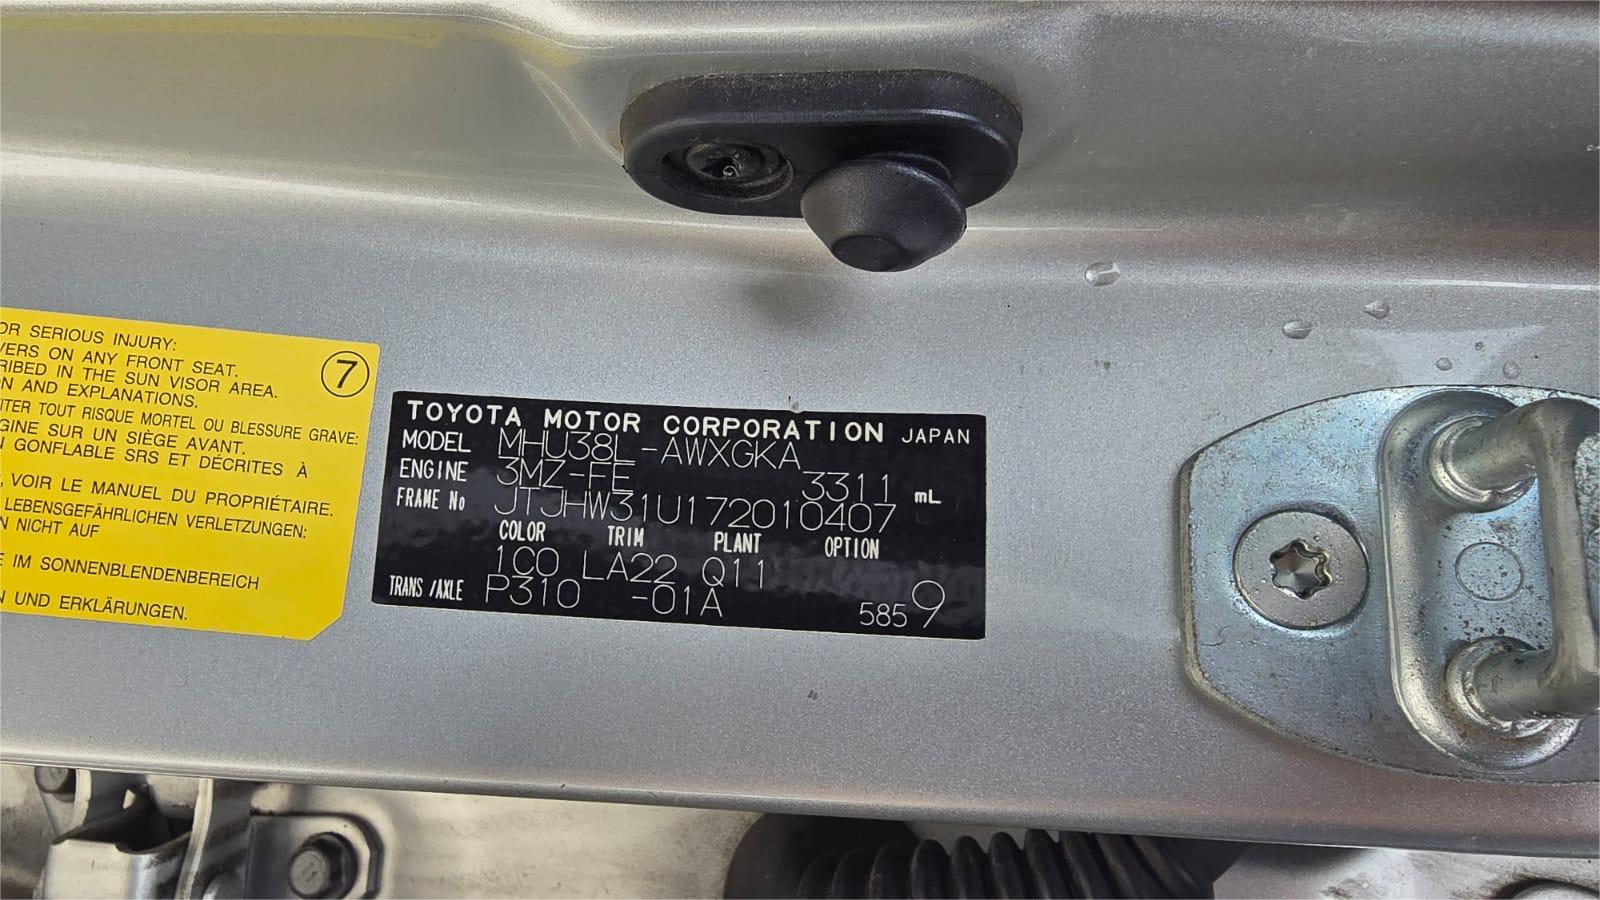 OR SERIOUS INJURY:
VERS ON ANY FRONT SEAT.
RIBED IN THE SUN VISOR AREA.
N AND EXPLANATIONS.
7
ITER TOUT RISQUE MORTEL OU BLESSURE GRAVE:
GINE SUR UN SIÈGE AVANT.
GONFLABLE SRS ET DÉCRITES À
, VOIR LE MANUEL DU PROPRIÉTAIRE.
LEBENSGEFÄHRLICHEN VERLETZUNGEN:
N NICHT AUF
E IM SONNENBLENDENBEREICH
N UND ERKLÄRUNGEN.
TOYOTA MOTOR CORPORATION JAPAN
MODEL MHU38L-AWXGKA
ENGINE 3MZ-FE 3311 mL
FRAME No JTJHW31U172010407
COLOR TRIM PLANT OPTION
1C0 LA22 Q11
TRANS/AXLE P310 -01A 5859